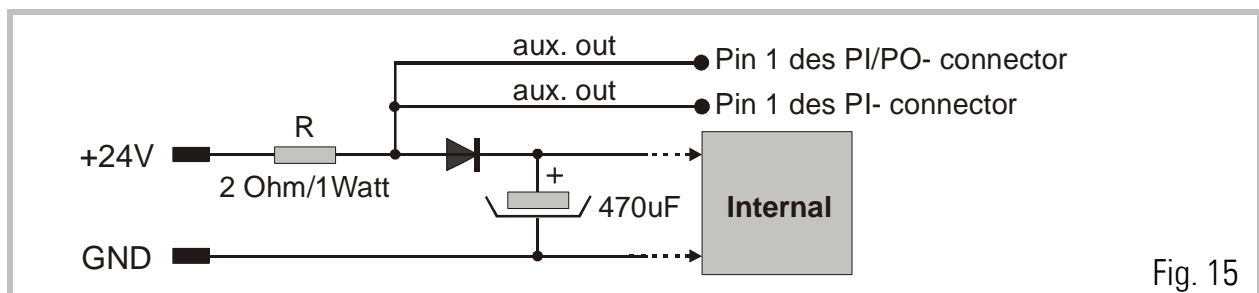 aux. out
Pin 1 des PI/PO- connector
aux. out
Pin 1 des PI- connector
R
+24V
2 Ohm/1Watt
+
470uF
Internal
GND
Fig. 15